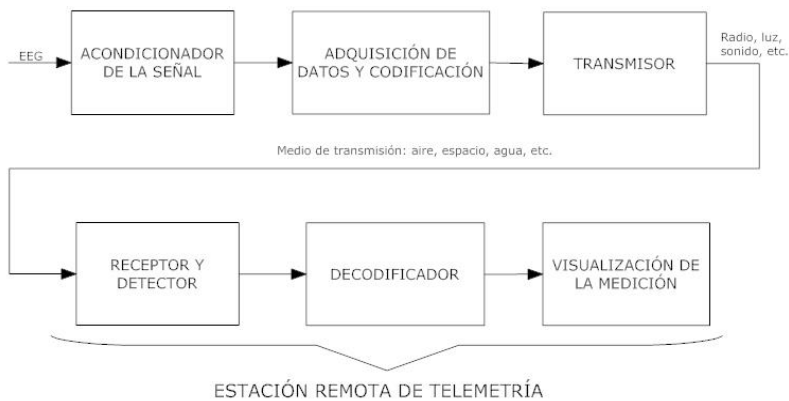 EEG
ACONDICIONADOR
DE LA SEÑAL
ADQUISICIÓN DE
DATOS Y CODIFICACIÓN
TRANSMISOR
Radio, luz,
sonido, etc.
Medio de transmisión: aire, espacio, agua, etc.
RECEPTOR Y
DETECTOR
DECODIFICADOR
VISUALIZACIÓN DE
LA MEDICIÓN
ESTACIÓN REMOTA DE TELEMETRÍA